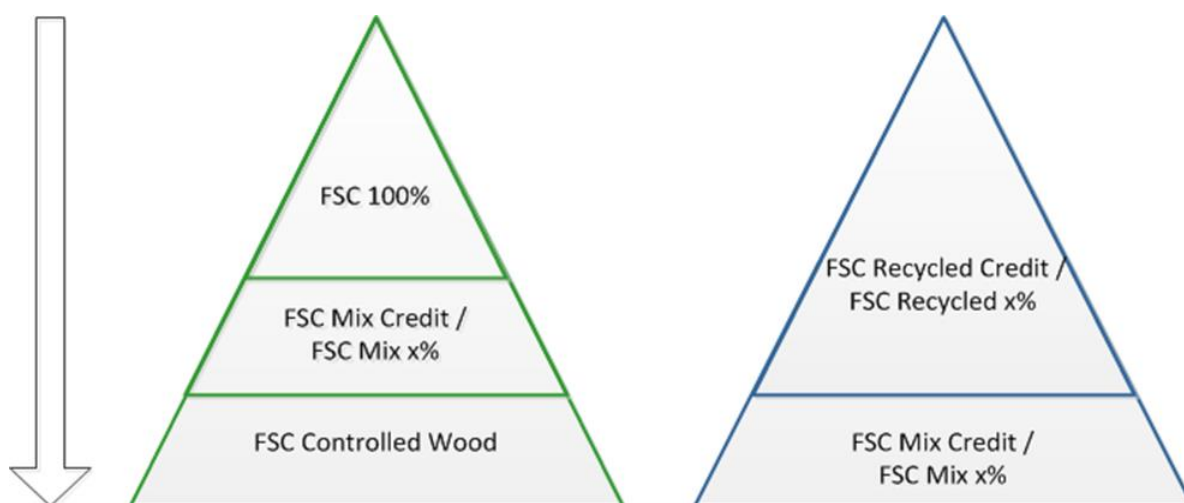 FSC 100%
FSC Mix Credit /
FSC Mix x%
FSC Controlled Wood
FSC Recycled Credit /
FSC Recycled x%
FSC Mix Credit /
FSC Mix x%